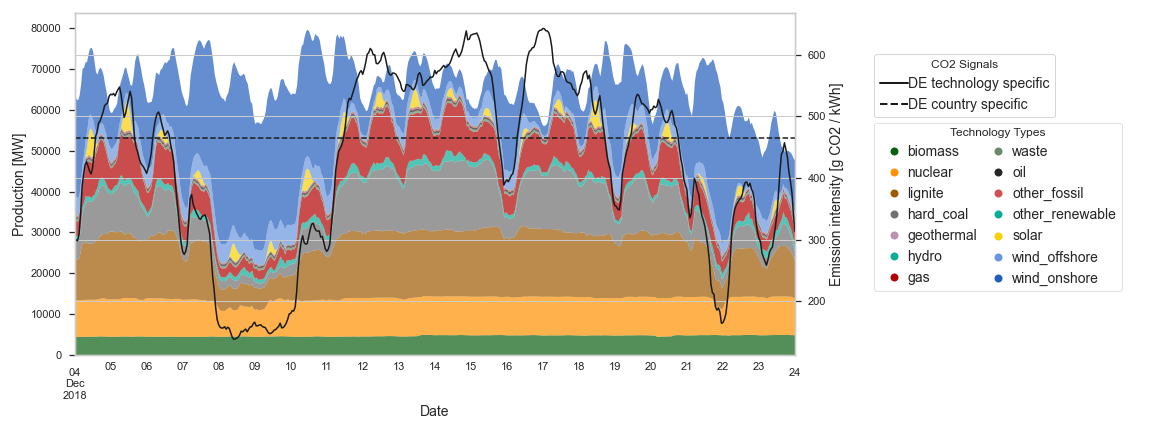 80000
70000
60000
50000
40000
30000
20000
10000
0
Production [MW]
600
500
400
300
200
Emission intensity [g CO2 / kWh]
04 05 06 07 08 09 10 11 12 13 14 15 16 17 18 19 20 21 22 23 24
Dec
2018
Date
CO2 Signals
DE technology specific
DE country specific
Technology Types
biomass waste
nuclear oil
lignite other_fossil
hard_coal other_renewable
geothermal solar
hydro wind_offshore
gas wind_onshore